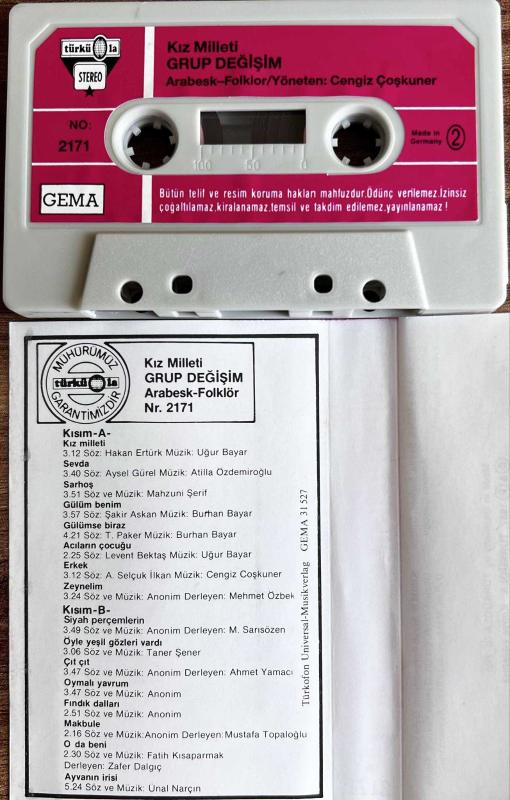 türkü la
STEREO
Kız Milleti
GRUP DEĞİŞİM
Arabesk–Folklor/Yöneten: Cengiz Çoşkuner
NO:
2171
100 50 0
Made in
Germany
2
GEMA
Bütün telif ve resim koruma hakları mahfuzdur.Ödünç verilemez.İzinsiz
çoğaltılamaz,kiralanamaz,temsil ve takdim edilemez,yayınlanamaz!
MÜHÜRÜMÜZ
türkü la
GARANTİMİZDİR
Kız Milleti
GRUP DEĞİŞİM
Arabesk-Folklör
Nr. 2171
Kısım-A-
Kız milleti
3.12 Söz: Hakan Ertürk Müzik: Uğur Bayar
Sevda
3.40 Söz: Aysel Gürel Müzik: Atilla Özdemiroğlu
Sarhoş
3.51 Söz ve Müzik: Mahzuni Şerif
Gülüm benim
3.57 Söz: Şakir Askan Müzik: Burhan Bayar
Gülümse biraz
4.21 Söz: T. Paker Müzik: Burhan Bayar
Acıların çocuğu
2.25 Söz: Levent Bektaş Müzik: Uğur Bayar
Erkek
3.12 Söz: A. Selçuk İlkan Müzik: Cengiz Coşkuner
Zeynelim
3.24 Söz ve Müzik: Anonim Derleyen: Mehmet Özbek
Kısım-B-
Siyah perçemlerin
3.49 Söz ve Müzik: Anonim Derleyen: M. Sarısözen
Öyle yeşil gözleri vardı
3.06 Söz ve Müzik: Taner Şener
Çıt çıt
3.47 Söz ve Müzik: Anonim Derleyen: Ahmet Yamacı
Oymalı yavrum
3.47 Söz ve Müzik: Anonim
Fındık dalları
2.51 Söz ve Müzik: Anonim
Makbule
2.16 Söz ve Müzik:Anonim Derleyen:Mustafa Topaloğlu
O da beni
2.30 Söz ve Müzik: Fatih Kısaparmak
Derleyen: Zafer Dalgıç
Ayvanın irisi
5.24 Söz ve Müzik: Ünal Narçın
Türkofon Universal-Musikverlag GEMA 31527